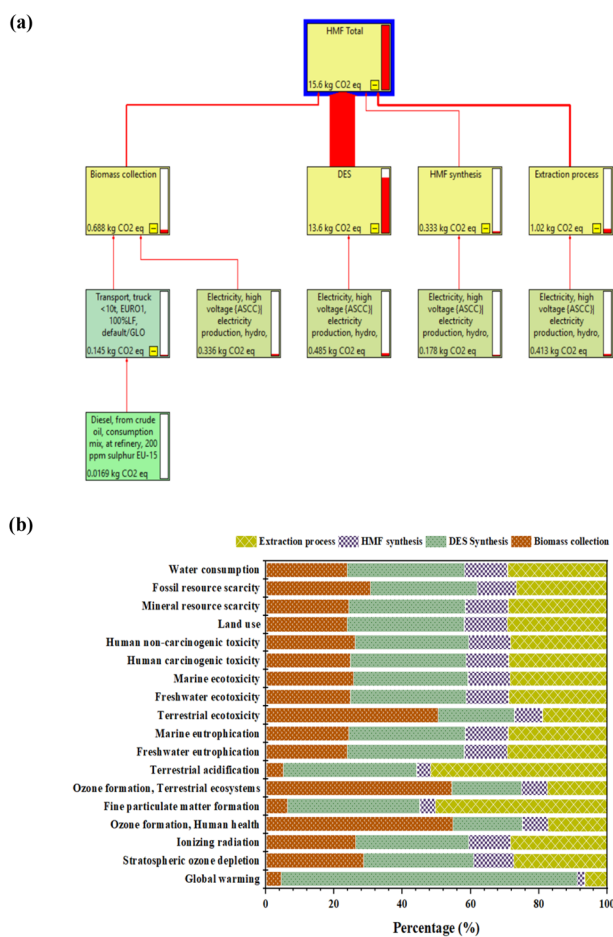 (a)
HMF Total
15.6 kg CO2 eq
Biomass collection
0.688 kg CO2 eq
DES
13.6 kg CO2 eq
HMF synthesis
0.333 kg CO2 eq
Extraction process
1.02 kg CO2 eq
Transport, truck
<10t, EURO1,
100%LF,
default/GLO
0.145 kg CO2 eq
Electricity, high
voltage {ASCC}|
electricity
production, hydro,
0.336 kg CO2 eq
Electricity, high
voltage {ASCC}|
electricity
production, hydro,
0.485 kg CO2 eq
Electricity, high
voltage {ASCC}|
electricity
production, hydro,
0.178 kg CO2 eq
Electricity, high
voltage {ASCC}|
electricity
production, hydro,
0.413 kg CO2 eq
Diesel, from crude
oil, consumption
mix, at refinery, 200
ppm sulphur EU-15
0.0169 kg CO2 eq
(b)
Extraction process HMF synthesis DES Synthesis Biomass collection
Water consumption
Fossil resource scarcity
Mineral resource scarcity
Land use
Human non-carcinogenic toxicity
Human carcinogenic toxicity
Marine ecotoxicity
Freshwater ecotoxicity
Terrestrial ecotoxicity
Marine eutrophication
Freshwater eutrophication
Terrestrial acidification
Ozone formation, Terrestrial ecosystems
Fine particulate matter formation
Ozone formation, Human health
Ionizing radiation
Stratospheric ozone depletion
Global warming
0 20 40 60 80 100
Percentage (%)